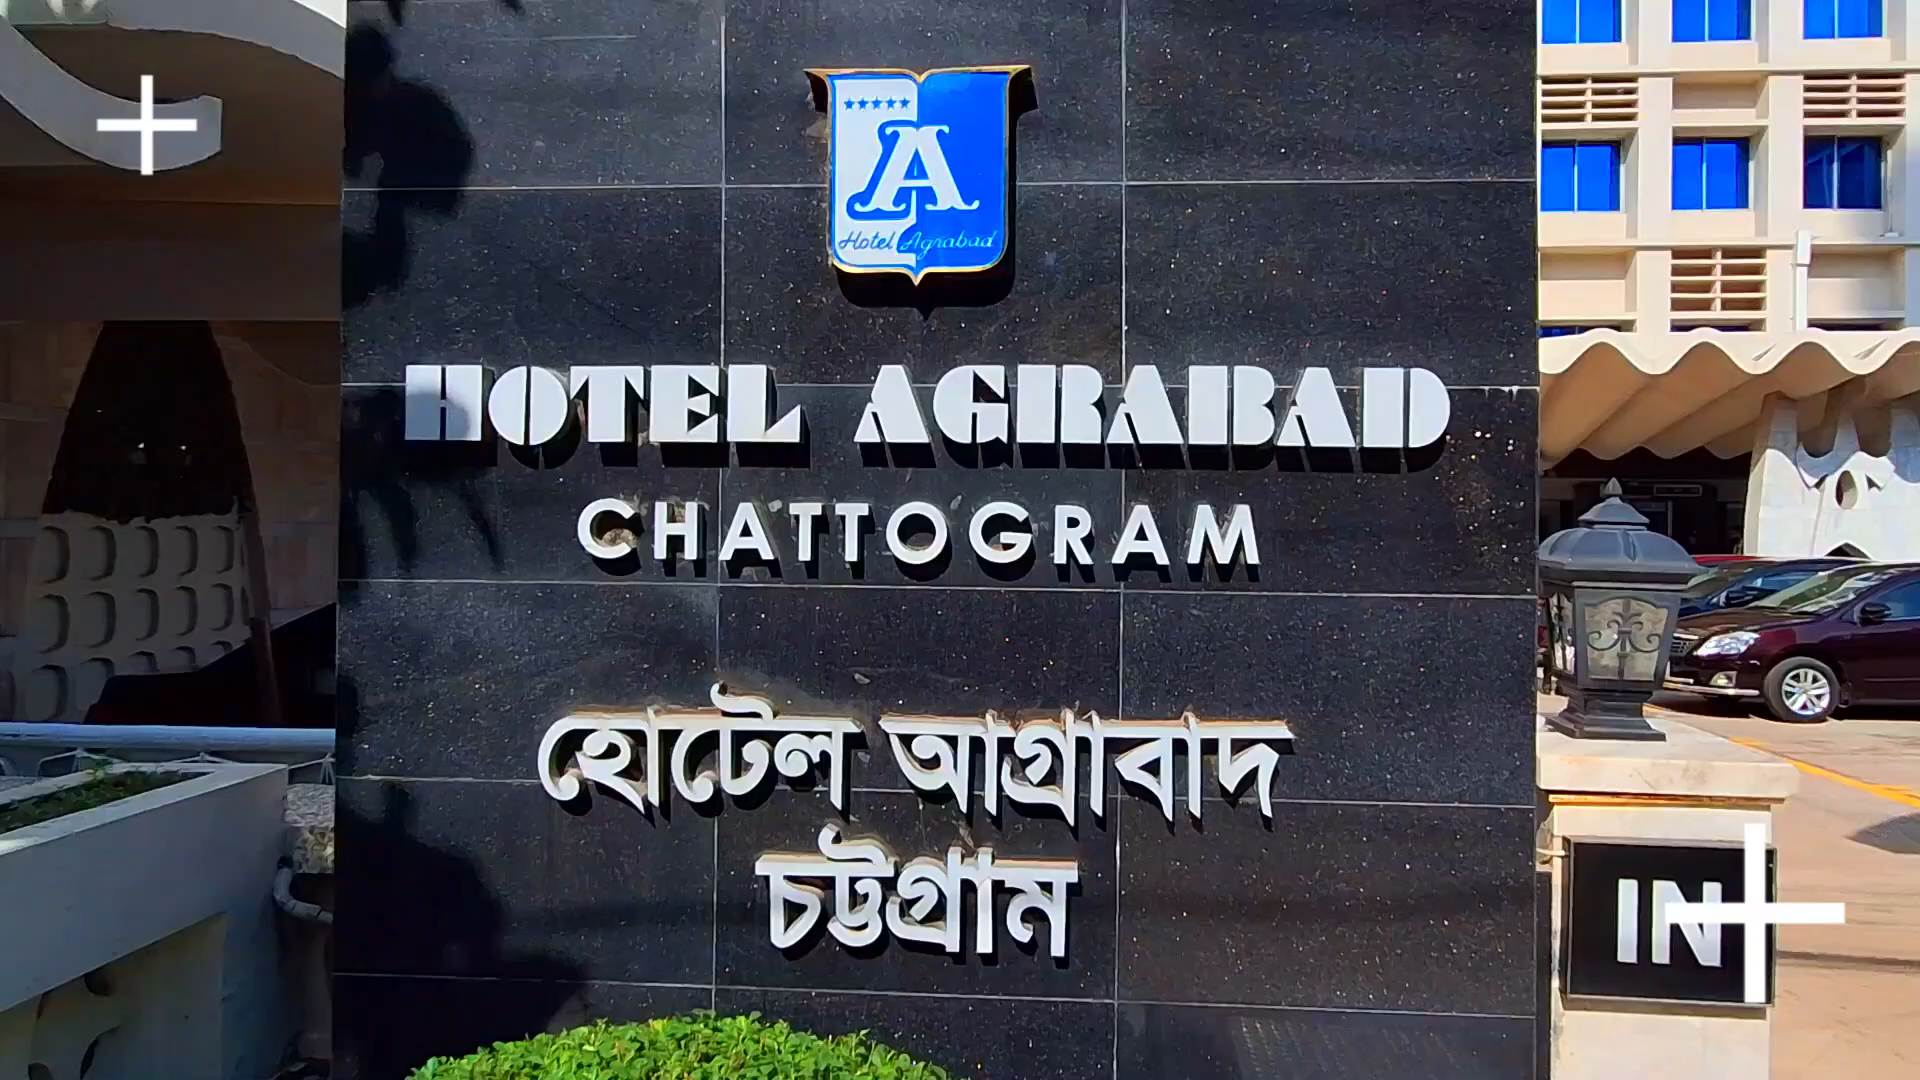 A
Hotel Agrabad
HOTEL AGRABAD
CHATTOGRAM
হোটেল আগ্রাবাদ
চট্টগ্রাম
IN